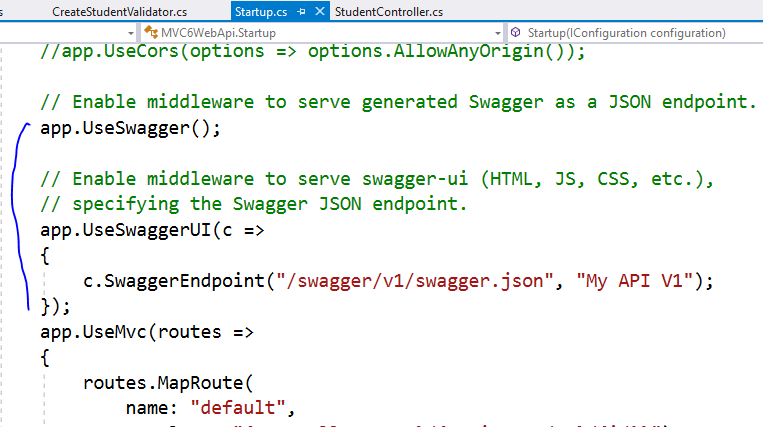 s CreateStudentValidator.cs Startup.cs StudentController.cs
MVC6WebApi.Startup Startup(IConfiguration configuration)
//app.UseCors(options => options.AllowAnyOrigin());
// Enable middleware to serve generated Swagger as a JSON endpoint.
app.UseSwagger();
// Enable middleware to serve swagger-ui (HTML, JS, CSS, etc.),
// specifying the Swagger JSON endpoint.
app.UseSwaggerUI(c =>
{
c.SwaggerEndpoint("/swagger/v1/swagger.json", "My API V1");
});
app.UseMvc(routes =>
{
routes.MapRoute(
name: "default",